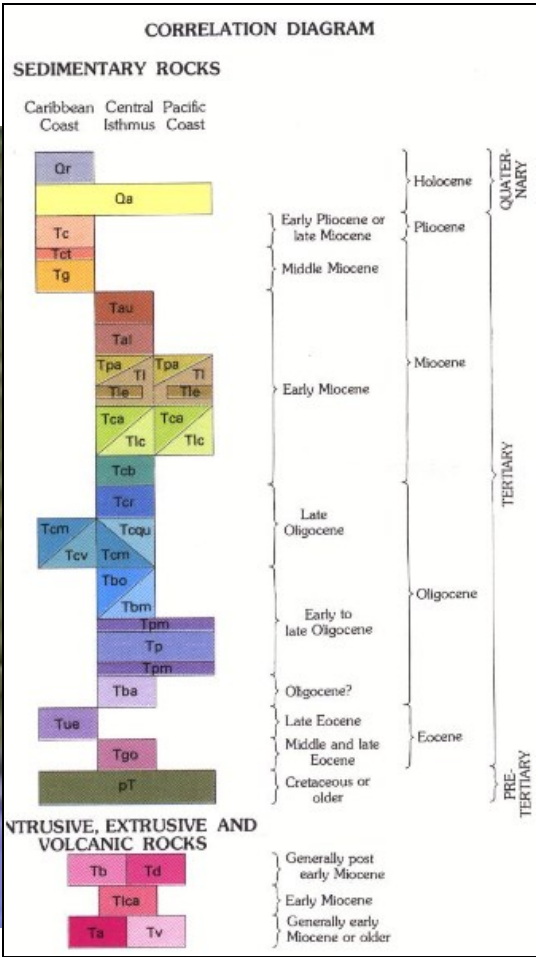 CORRELATION DIAGRAM
SEDIMENTARY ROCKS
Caribbean Central Pacific
Coast Isthmus Coast
Qr
Holocene
QUATER-
NARY
Qa
Tc
Early Pliocene or
late Miocene
Pliocene
Tct
Tg
Middle Miocene
Tau
Tal
Tpa Tl Tpa Tl
Tle Tle
Early Miocene
Miocene
Tca Tlc Tca Tlc
Tcb
TERTIARY
Tcr
Late
Oligocene
Tcm Tcv Tcqu Tcm
Tbo Tbm
Oligocene
Tpm
Early to
late Oligocene
Tp
Tpm
Tba
Oligocene?
Tue
Late Eocene
Eocene
Tgo
Middle and late
Eocene
pT
Cretaceous or
older
PRE-
TERTIARY
NTRUSIVE, EXTRUSIVE AND
VOLCANIC ROCKS
Tb Td
Generally post
early Miocene
Tlca
Early Miocene
Ta Tv
Generally early
Miocene or older